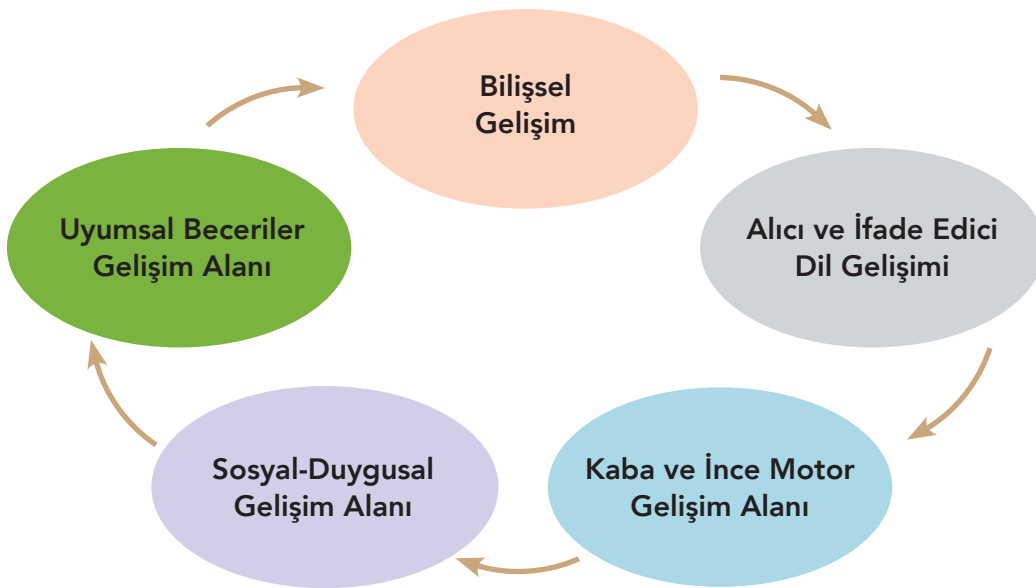 Bilişsel
Gelişim
Alıcı ve İfade Edici
Dil Gelişimi
Kaba ve İnce Motor
Gelişim Alanı
Sosyal-Duygusal
Gelişim Alanı
Uyumsal Beceriler
Gelişim Alanı